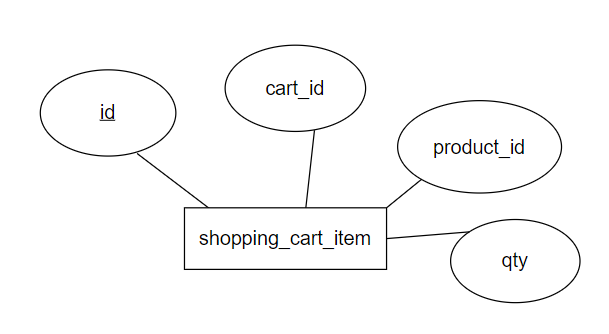 cart_id
id
product_id
shopping_cart_item
qty